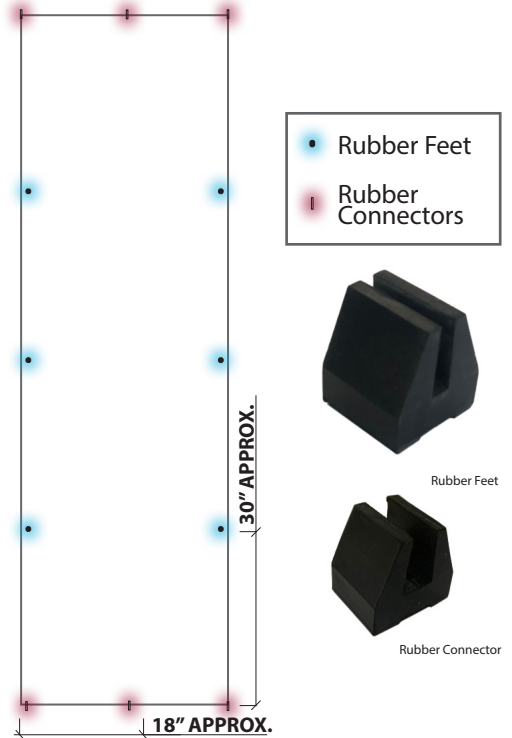 Rubber Feet
Rubber
Connectors
Rubber Feet
30” APPROX.
Rubber Connector
18” APPROX.